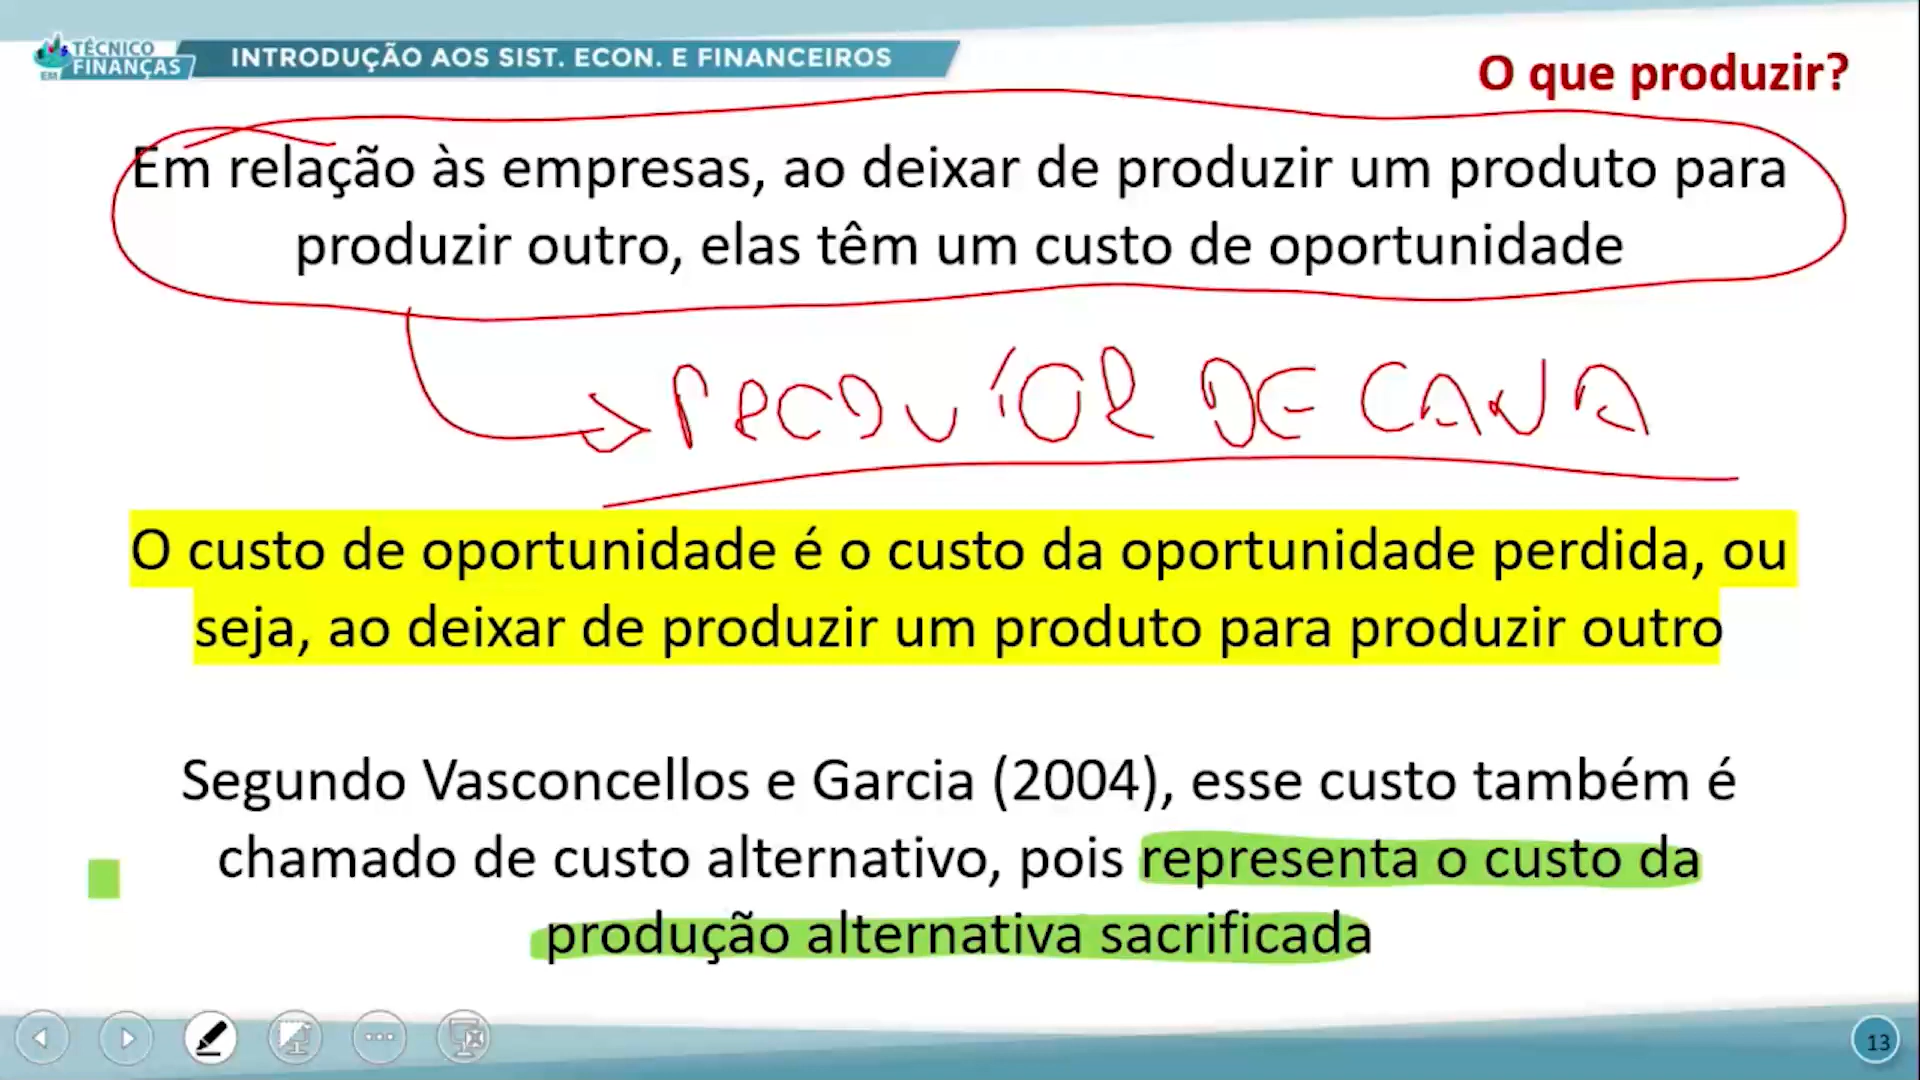 TÉCNICO
EM FINANÇAS
INTRODUÇÃO AOS SIST. ECON. E FINANCEIROS
O que produzir?
Em relação às empresas, ao deixar de produzir um produto para
produzir outro, elas têm um custo de oportunidade
PRODUTOR DE CANA
O custo de oportunidade é o custo da oportunidade perdida, ou
seja, ao deixar de produzir um produto para produzir outro
Segundo Vasconcellos e Garcia (2004), esse custo também é
chamado de custo alternativo, pois representa o custo da
produção alternativa sacrificada
13